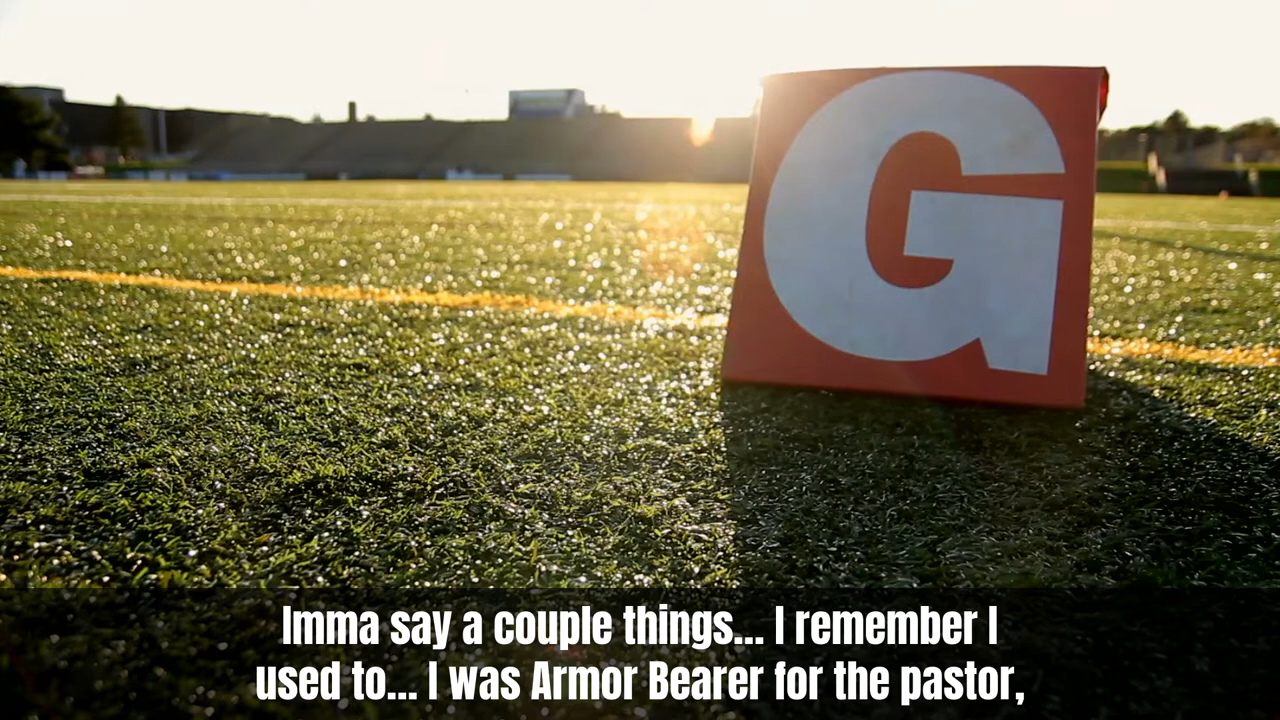 G
Imma say a couple things... I remember I
used to... I was Armor Bearer for the pastor,